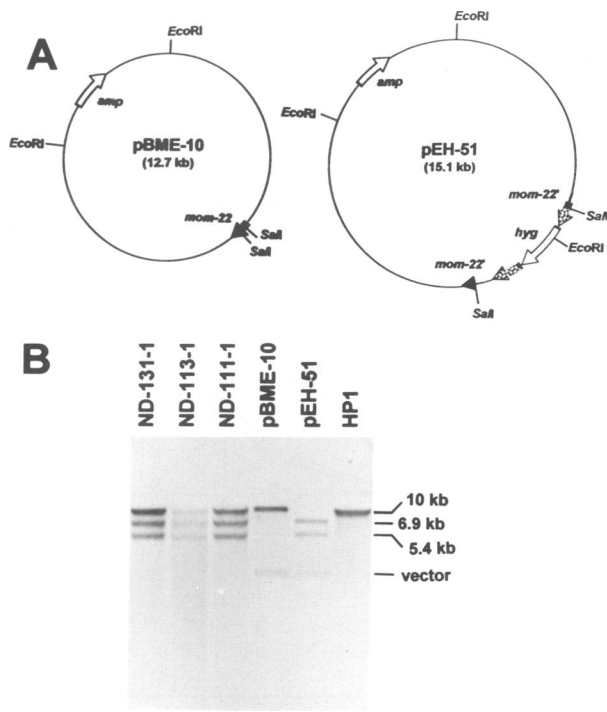 A
EcoRI
amp
EcoRI
pBME-10
(12.7 kb)
mom-22
SalI
SalI
EcoRI
amp
EcoRI
pEH-51
(15.1 kb)
mom-22'
SalI
hyg
EcoRI
mom-22'
SalI
B
ND-131-1
ND-113-1
ND-111-1
pBME-10
pEH-51
HP1
10 kb
6.9 kb
5.4 kb
vector